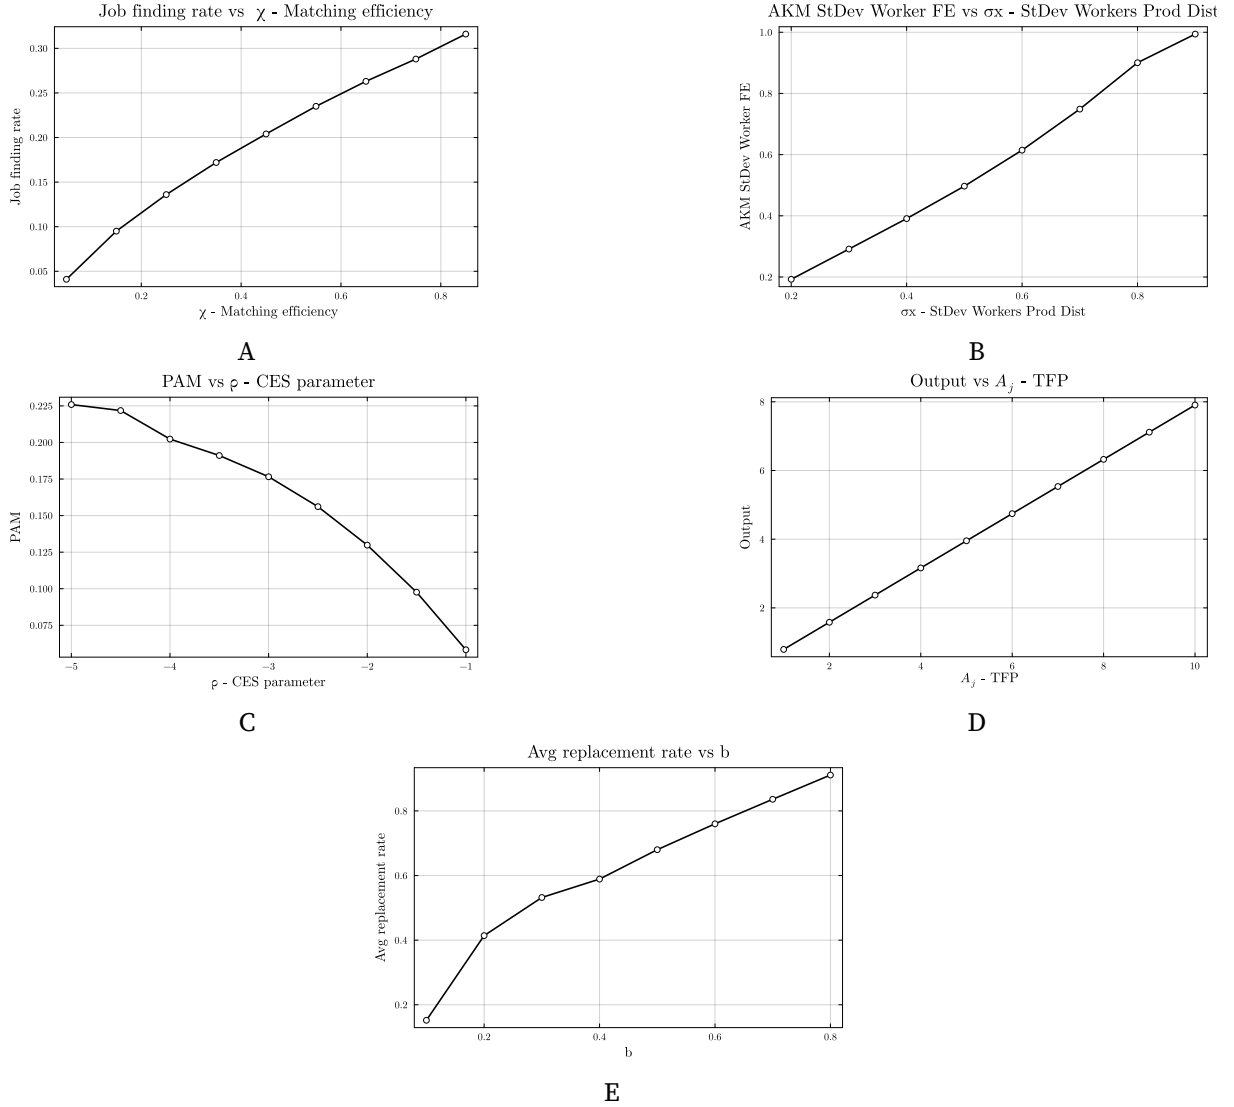 Job finding rate vs χ - Matching efficiency
Job finding rate
0.30
0.25
0.20
0.15
0.10
0.05
0.2 0.4 0.6 0.8
χ - Matching efficiency
A
AKM StDev Worker FE vs σx - StDev Workers Prod Dist
AKM StDev Worker FE
1.0
0.8
0.6
0.4
0.2
0.2 0.4 0.6 0.8
σx - StDev Workers Prod Dist
B
PAM vs ρ - CES parameter
PAM
0.225
0.200
0.175
0.150
0.125
0.100
0.075
−5 −4 −3 −2 −1
ρ - CES parameter
C
Output vs A_j - TFP
Output
8
6
4
2
2 4 6 8 10
A_j - TFP
D
Avg replacement rate vs b
Avg replacement rate
0.8
0.6
0.4
0.2
0.2 0.4 0.6 0.8
b
E